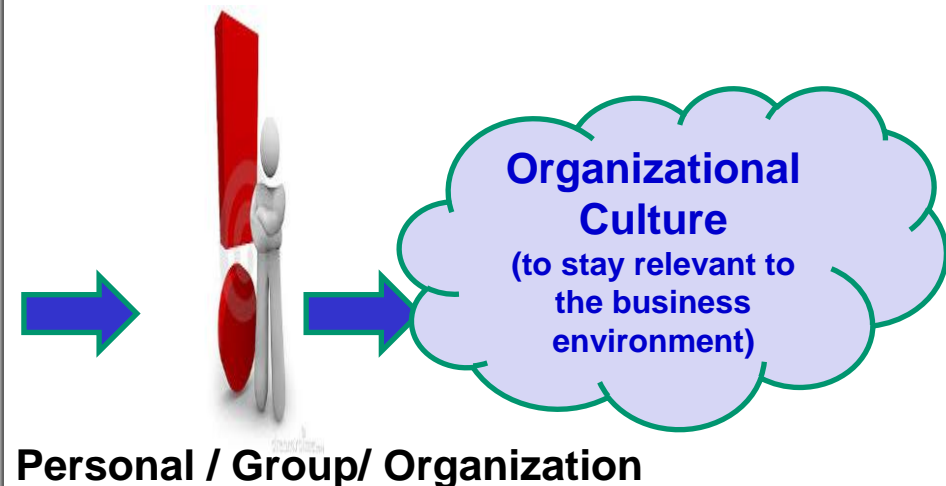 Organizational
Culture
(to stay relevant to
the business
environment)
Personal / Group/ Organization